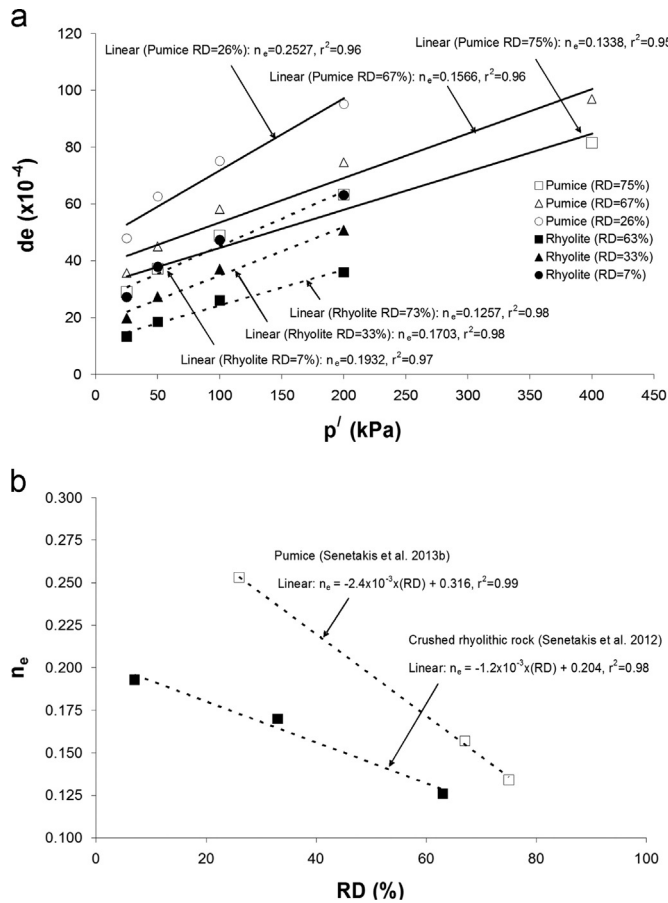 a
120
100
80
60
40
20
0
de (x10⁻⁴)
Linear (Pumice RD=26%): nₑ=0.2527, r²=0.96
Linear (Pumice RD=75%): nₑ=0.1338, r²=0.95
Linear (Pumice RD=67%): nₑ=0.1566, r²=0.96
Pumice (RD=75%)
Pumice (RD=67%)
Pumice (RD=26%)
Rhyolite (RD=63%)
Rhyolite (RD=33%)
Rhyolite (RD=7%)
Linear (Rhyolite RD=73%): nₑ=0.1257, r²=0.98
Linear (Rhyolite RD=33%): nₑ=0.1703, r²=0.98
Linear (Rhyolite RD=7%): nₑ=0.1932, r²=0.97
0 50 100 150 200 250 300 350 400 450
p′ (kPa)
b
0.300
0.275
0.250
0.225
0.200
0.175
0.150
0.125
0.100
nₑ
Pumice (Senetakis et al. 2013b)
Linear: nₑ = -2.4x10⁻³x(RD) + 0.316, r²=0.99
Crushed rhyolithic rock (Senetakis et al. 2012)
Linear: nₑ = -1.2x10⁻³x(RD) + 0.204, r²=0.98
0 20 40 60 80 100
RD (%)